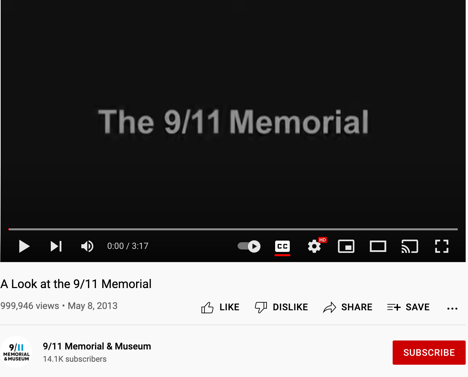 The 9/11 Memorial
0:00 / 3:17
CC
HD
A Look at the 9/11 Memorial
999,946 views • May 8, 2013
LIKE
DISLIKE
SHARE
SAVE
9/11
MEMORIAL
& MUSEUM
9/11 Memorial & Museum
14.1K subscribers
SUBSCRIBE